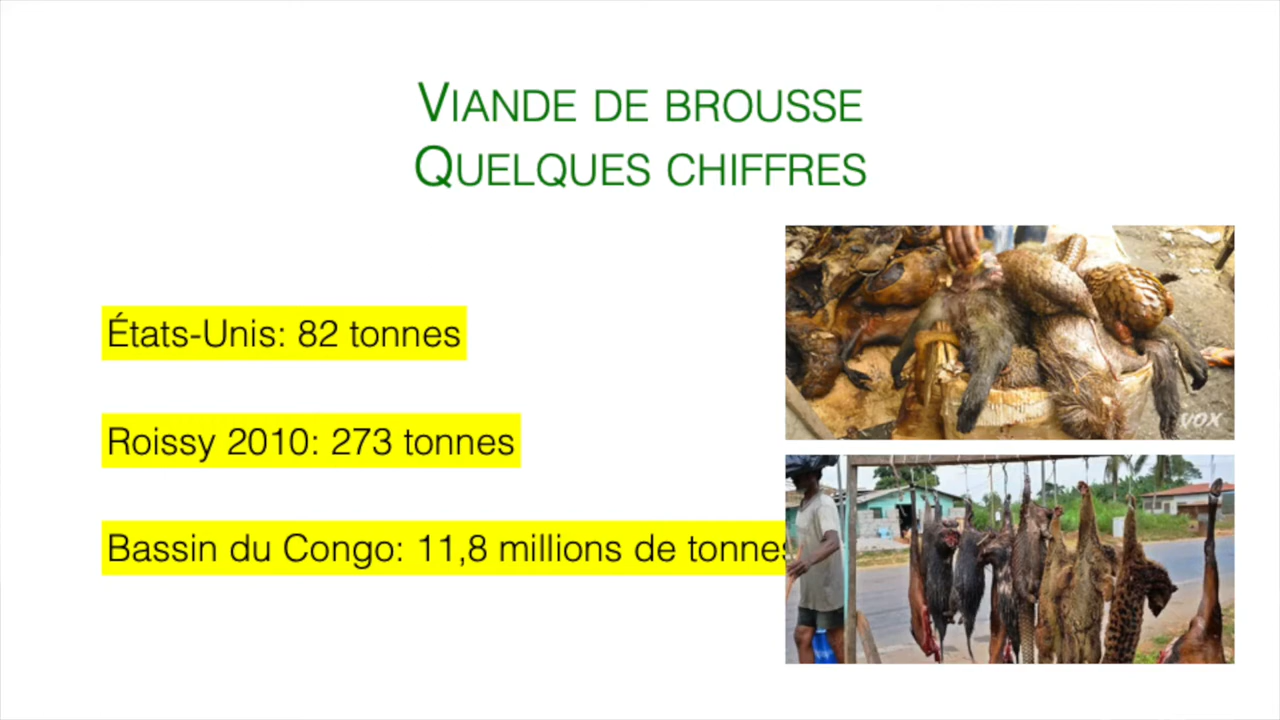 VIANDE DE BROUSSE
QUELQUES CHIFFRES
États-Unis: 82 tonnes
Roissy 2010: 273 tonnes
Bassin du Congo: 11,8 millions de tonnes
VOX